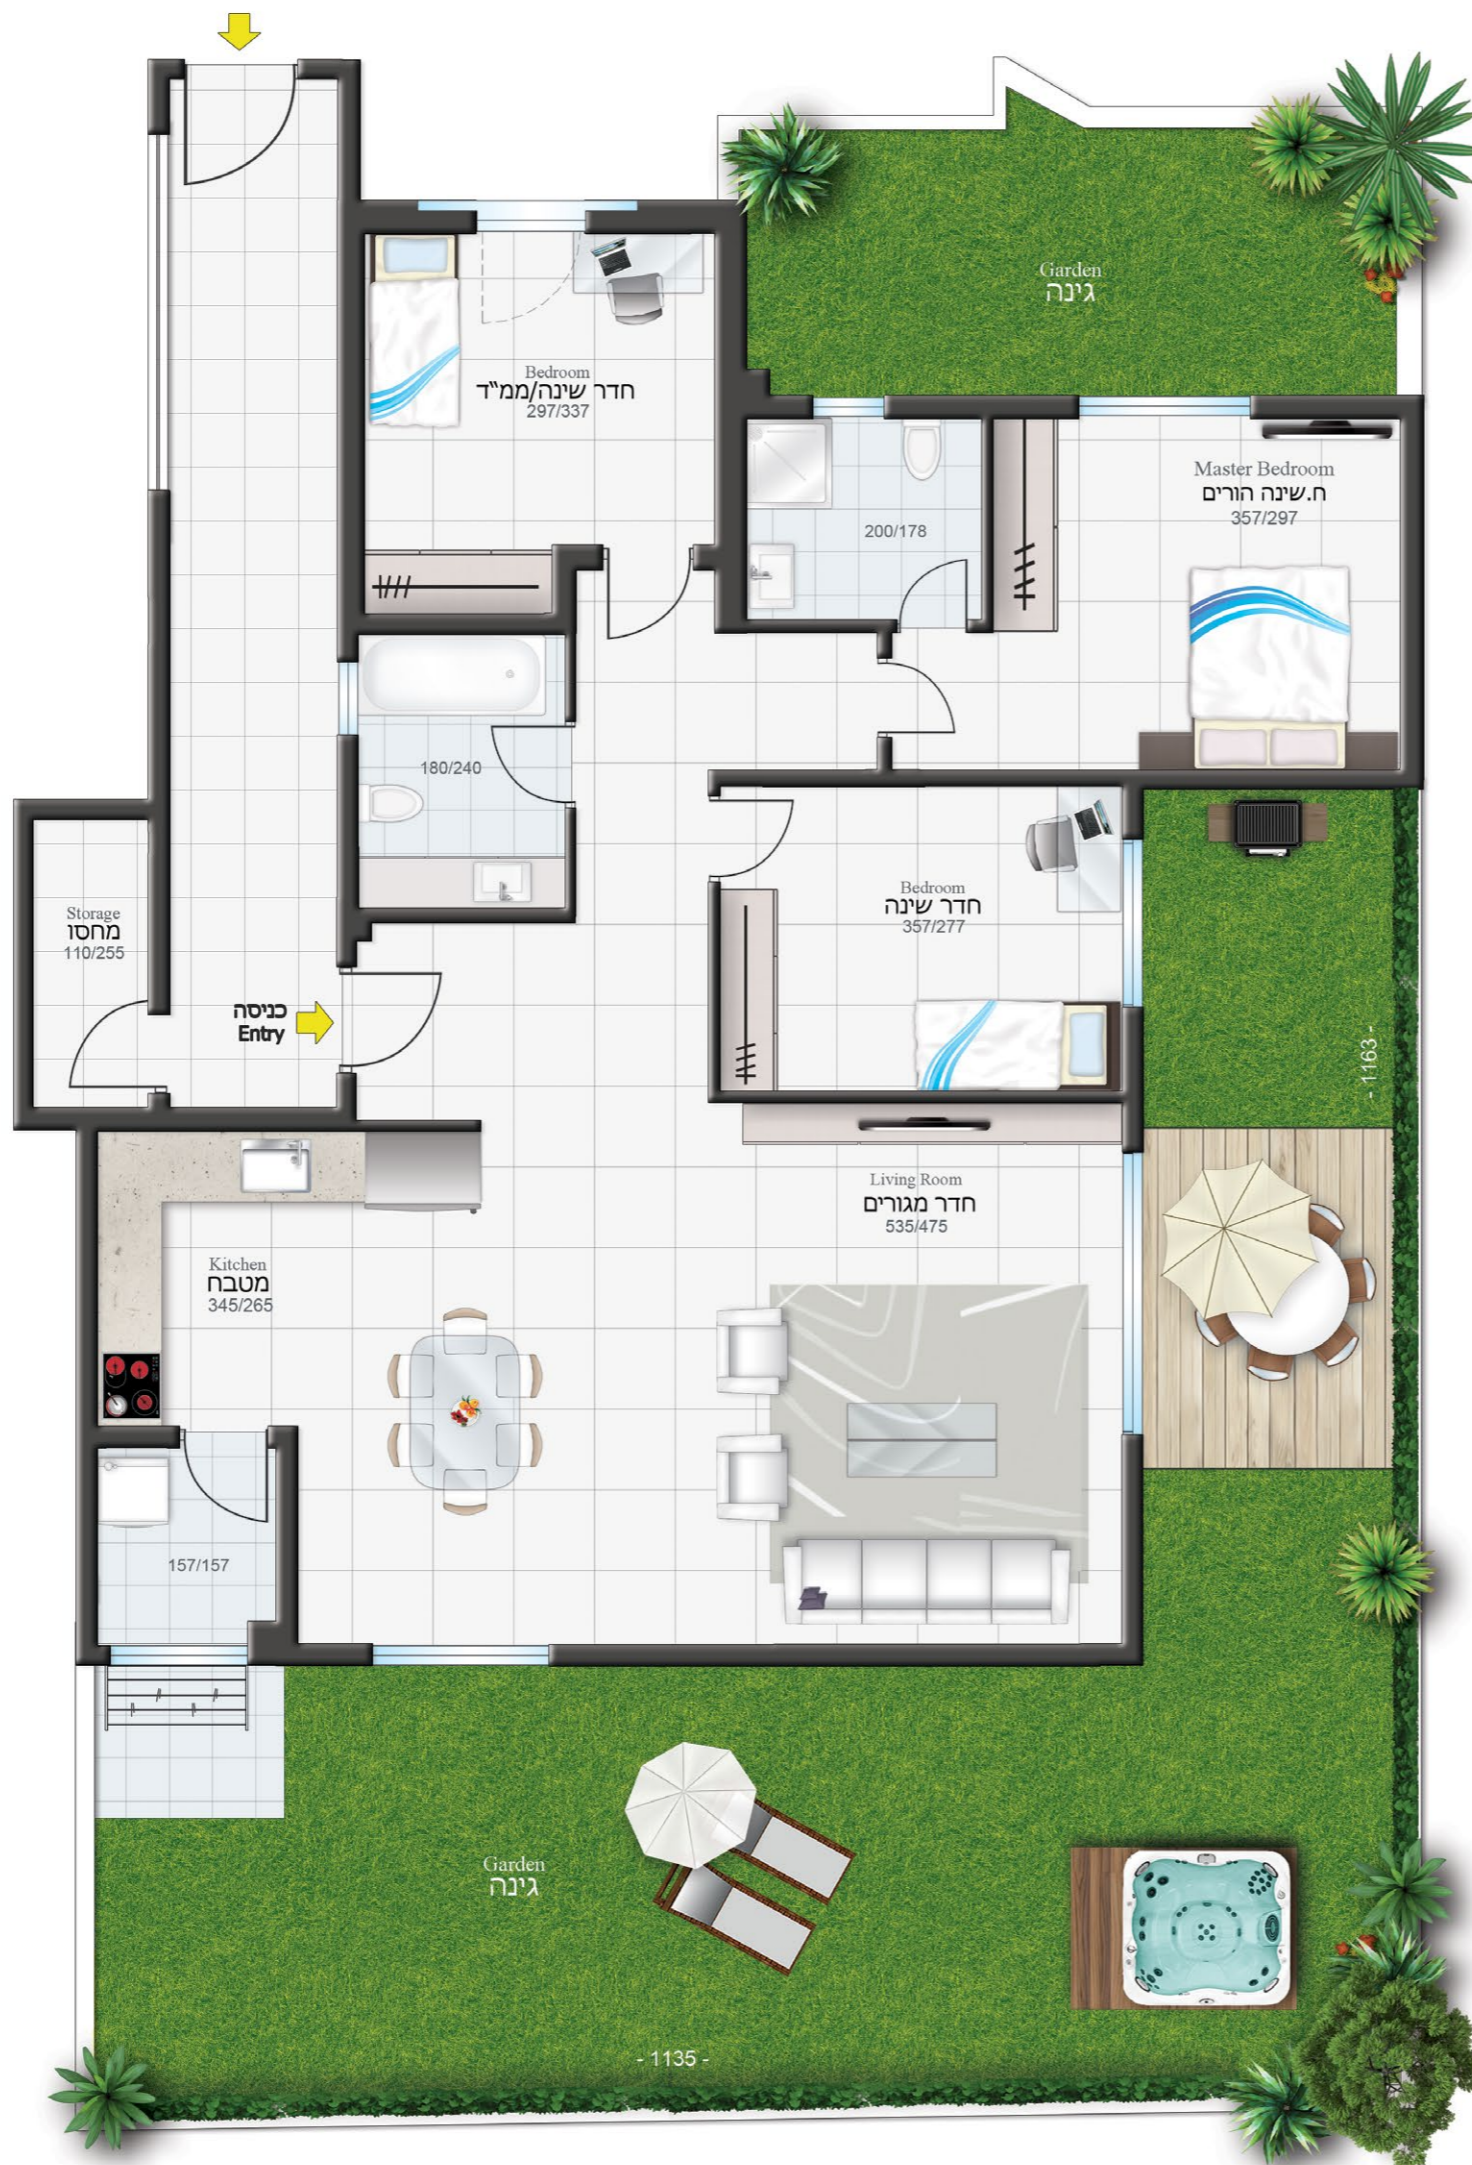 Garden
גינה
Bedroom
חדר שינה/ממ"ד
297/337
Master Bedroom
ח.שינה הורים
357/297
200/178
180/240
Bedroom
חדר שינה
357/277
Storage
מחסו
110/255
כניסה
Entry
- 1163 -
Living Room
חדר מגורים
535/475
Kitchen
מטבח
345/265
157/157
Garden
גינה
- 1135 -